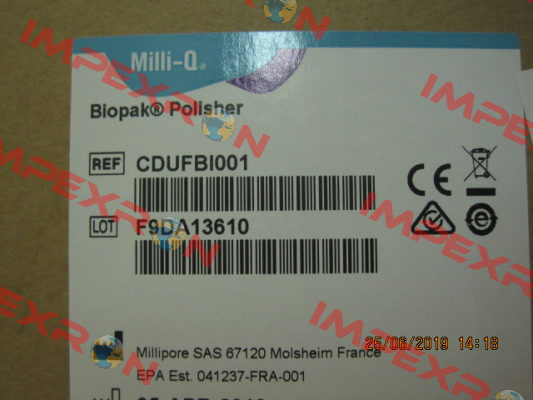 Milli-Q®
Biopak® Polisher
REF CDUFBI001
LOT F9DA13610
CE
Millipore SAS 67120 Molsheim France
EPA Est. 041237-FRA-001
25/06/2019 14:18
IMPEXRON
IMPEXRON
IMPEXRON
IMPEXRON
IMPEXRON